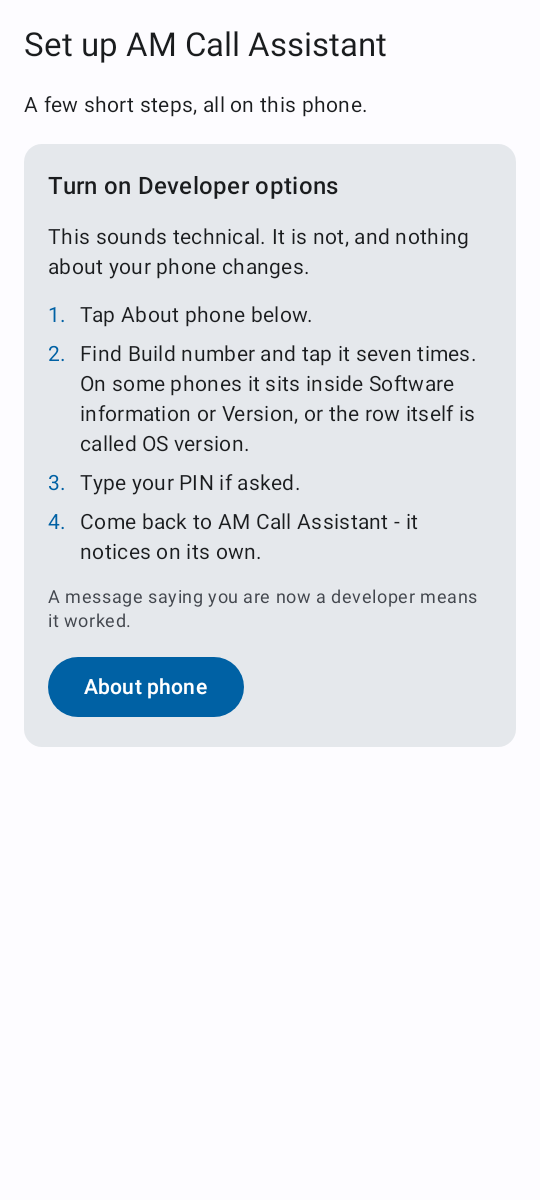 Set up AM Call Assistant
A few short steps, all on this phone.
Turn on Developer options
This sounds technical. It is not, and nothing
about your phone changes.
1. Tap About phone below.
2. Find Build number and tap it seven times.
On some phones it sits inside Software
information or Version, or the row itself is
called OS version.
3. Type your PIN if asked.
4. Come back to AM Call Assistant - it
notices on its own.
A message saying you are now a developer means
it worked.
About phone